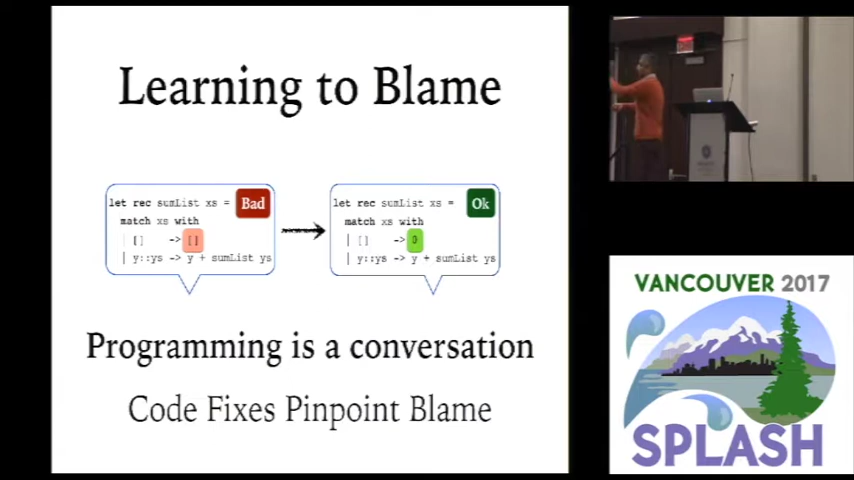 Learning to Blame
let rec sumList xs = Bad
match xs with
| [] -> []
| y::ys -> y + sumList ys
let rec sumList xs = Ok
match xs with
| [] -> 0
| y::ys -> y + sumList ys
Programming is a conversation
Code Fixes Pinpoint Blame
VANCOUVER 2017
SPLASH